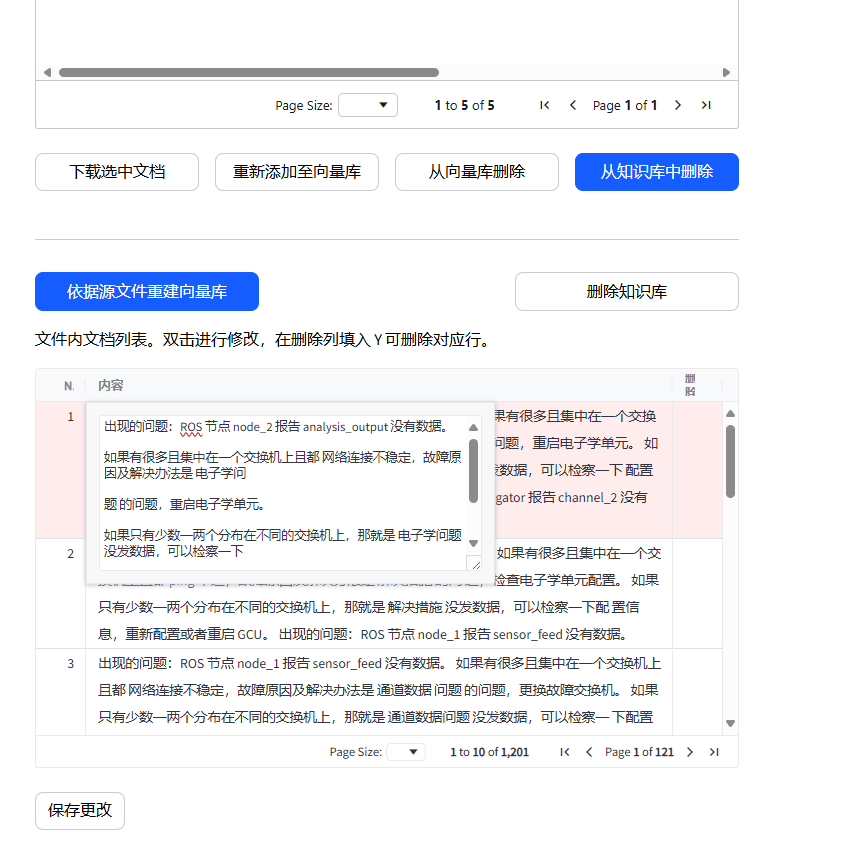 Page Size:
1 to 5 of 5
Page 1 of 1
下载选中文档
重新添加至向量库
从向量库删除
从知识库中删除
依据源文件重建向量库
删除知识库
文件内文档列表。双击进行修改，在删除列填入 Y 可删除对应行。
N.
内容
删
除
1
出现的问题：ROS 节点 node_2 报告 analysis_output 没有数据。
如果有很多且集中在一个交换机上且都 网络连接不稳定，故障原
因及解决办法是 电子学问
题 的问题，重启电子学单元。
如果只有少数一两个分布在不同的交换机上，那就是 电子学问题
没发数据，可以检察一下
果有很多且集中在一个交换
问题，重启电子学单元。 如
发数据，可以检察一下 配置
gator 报告 channel_2 没有
2
如果有很多且集中在一个交
检查电子学单元配置。 如果
只有少数一两个分布在不同的交换机上，那就是 解决措施 没发数据，可以检察一下配 置信
息，重新配置或者重启 GCU。 出现的问题：ROS 节点 node_1 报告 sensor_feed 没有数据。
3
出现的问题：ROS 节点 node_1 报告 sensor_feed 没有数据。 如果有很多且集中在一个交换机上
且都 网络连接不稳定，故障原因及解决办法是 通道数据 问题 的问题，更换故障交换机。 如果
只有少数一两个分布在不同的交换机上，那就是 通道数据问题 没发数据，可以检察一下配置
Page Size:
1 to 10 of 1,201
Page 1 of 121
保存更改